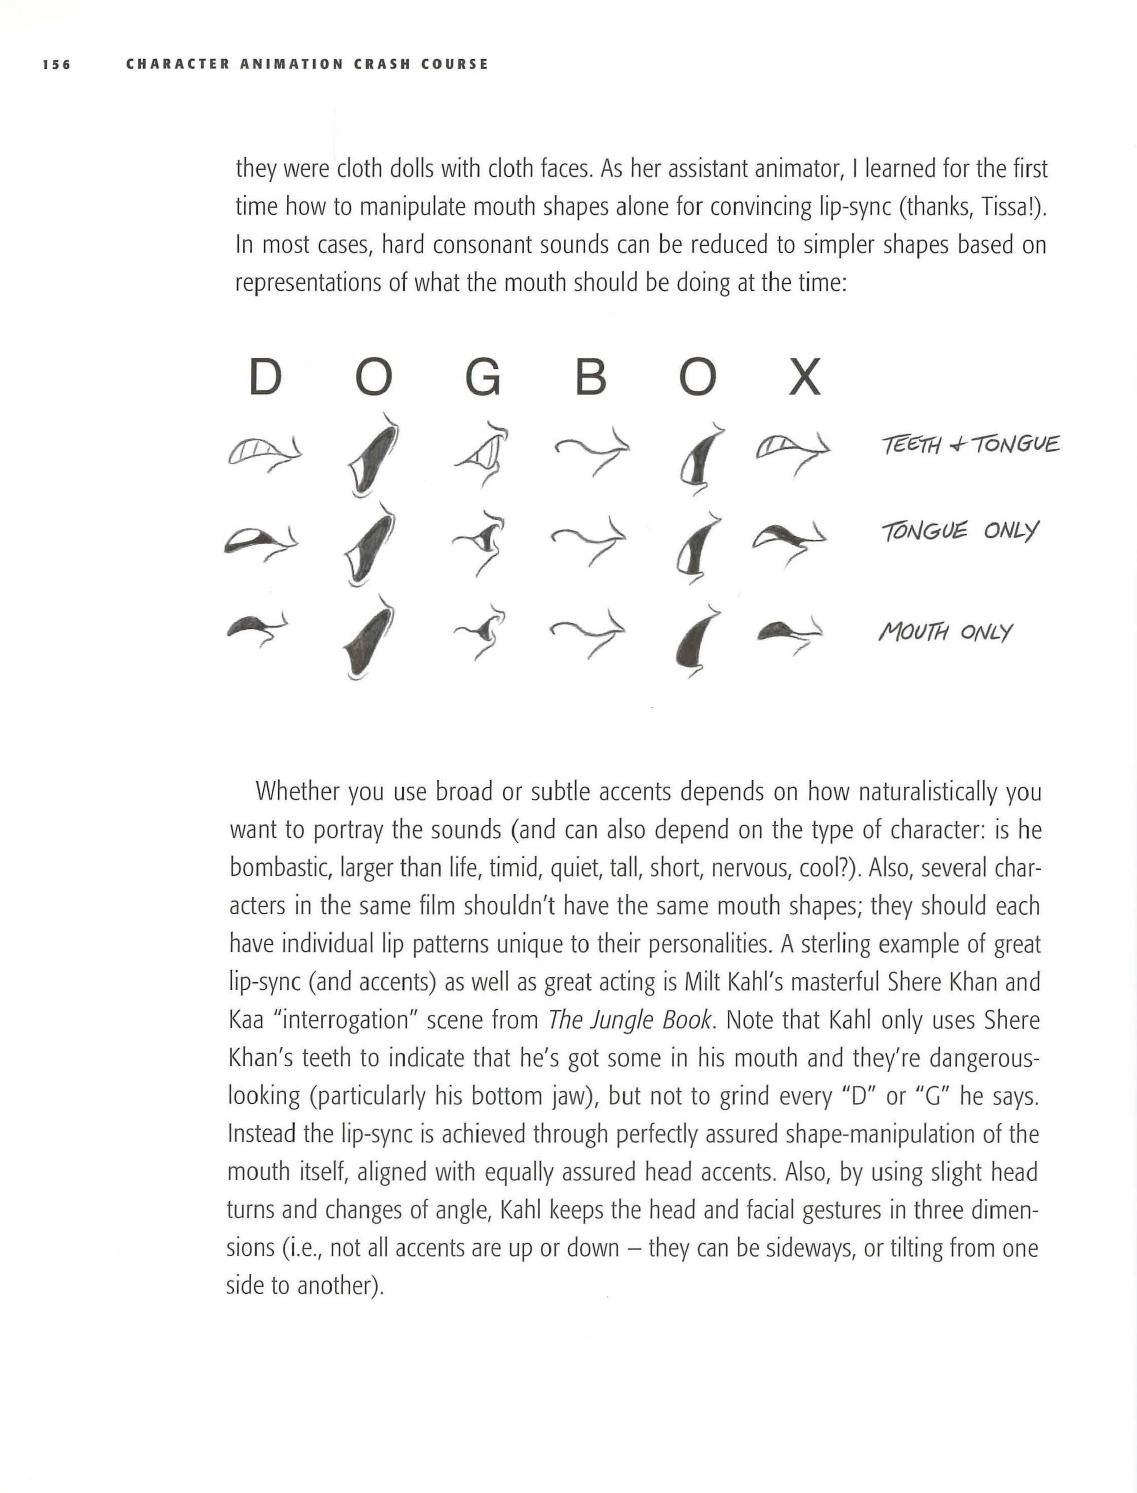 156 CHARACTER ANIMATION CRASH COURSE
they were cloth dolls with cloth faces. As her assistant animator, I learned for the first
time how to manipulate mouth shapes alone for convincing lip-sync (thanks, Tissa!).
In most cases, hard consonant sounds can be reduced to simpler shapes based on
representations of what the mouth should be doing at the time:
D O G B O X
TEETH + TONGUE
TONGUE ONLY
MOUTH ONLY
Whether you use broad or subtle accents depends on how naturalistically you
want to portray the sounds (and can also depend on the type of character: is he
bombastic, larger than life, timid, quiet, tall, short, nervous, cool?). Also, several char-
acters in the same film shouldn't have the same mouth shapes; they should each
have individual lip patterns unique to their personalities. A sterling example of great
lip-sync (and accents) as well as great acting is Milt Kahl's masterful Shere Khan and
Kaa "interrogation" scene from The Jungle Book. Note that Kahl only uses Shere
Khan's teeth to indicate that he's got some in his mouth and they're dangerous-
looking (particularly his bottom jaw), but not to grind every "D" or "G" he says.
Instead the lip-sync is achieved through perfectly assured shape-manipulation of the
mouth itself, aligned with equally assured head accents. Also, by using slight head
turns and changes of angle, Kahl keeps the head and facial gestures in three dimen-
sions (i.e., not all accents are up or down – they can be sideways, or tilting from one
side to another).